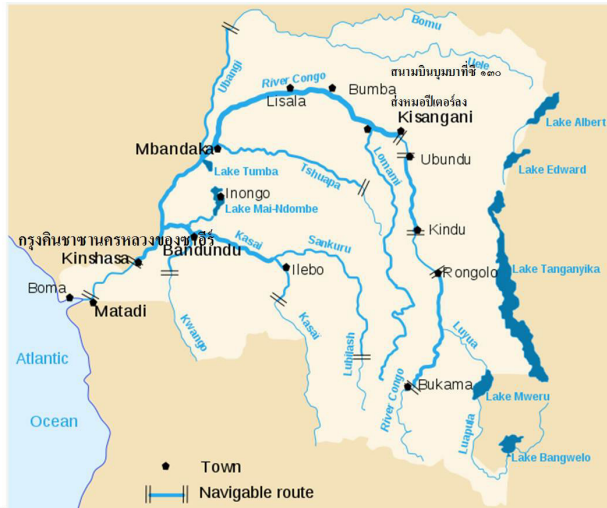 Bomu
Uele
Ubangi
สนามบินบุมบาที่ซี ๑๓๐
ส่งหมอปีเตอร์ลง
River Congo
Lisala
Bumba
Kisangani
Lake Albert
Mbandaka
Ubundu
Lake Edward
Lake Tumba
Tshuapa
Lomami
Inongo
Lake Mai-Ndombe
Kindu
กรุงคินชาซานครหลวงของซาอีร์
Bandundu
Kasai
Sankuru
Kinshasa
Ilebo
Rongolo
Lake Tanganyika
Boma
Matadi
Kwango
Kasai
Lubilash
River Congo
Luyua
Bukama
Lake Mweru
Luapula
Atlantic
Ocean
Lake Bangwelo
Town
Navigable route